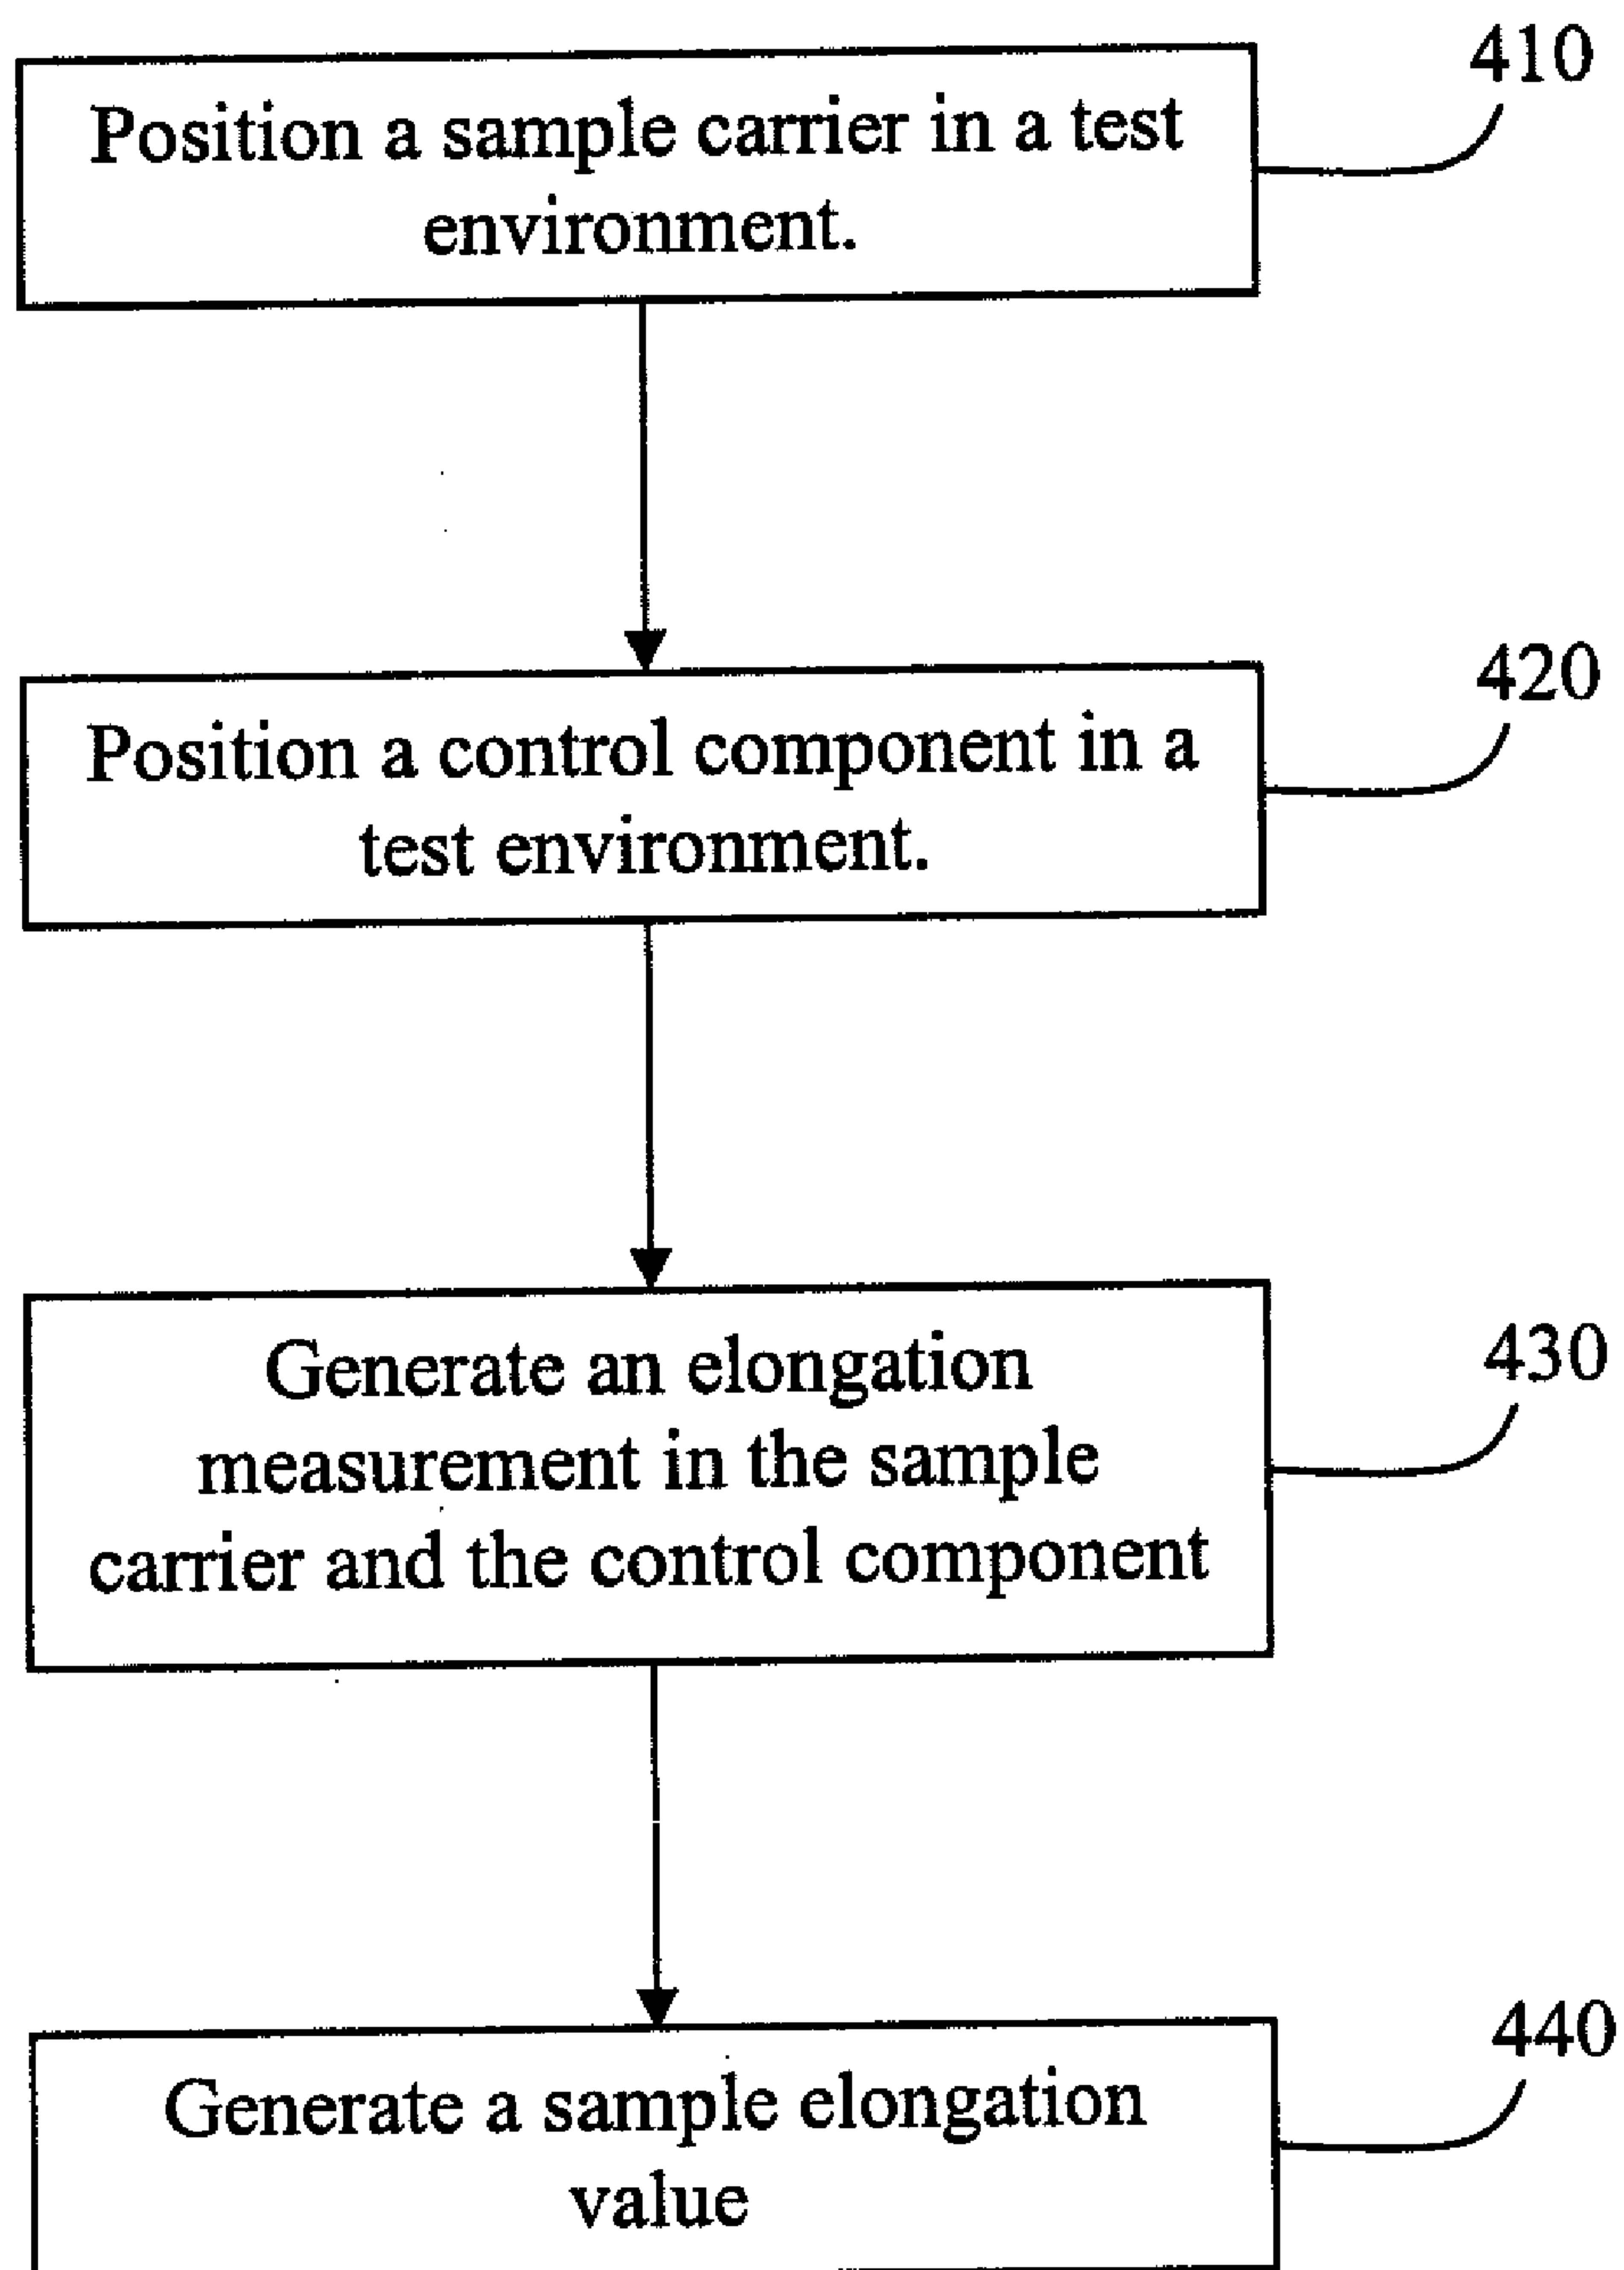 410
Position a sample carrier in a test
environment.
420
Position a control component in a
test environment.
430
Generate an elongation
measurement in the sample
carrier and the control component
440
Generate a sample elongation
value